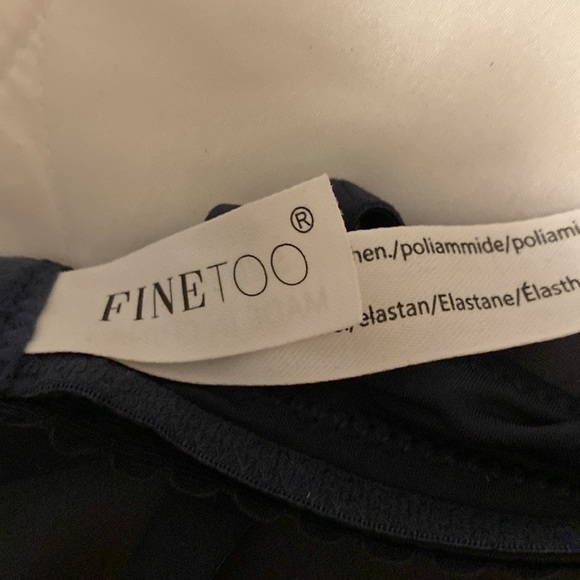 FINETOO®
hen./poliammide/poliami
elastan/Elastane/Élasth